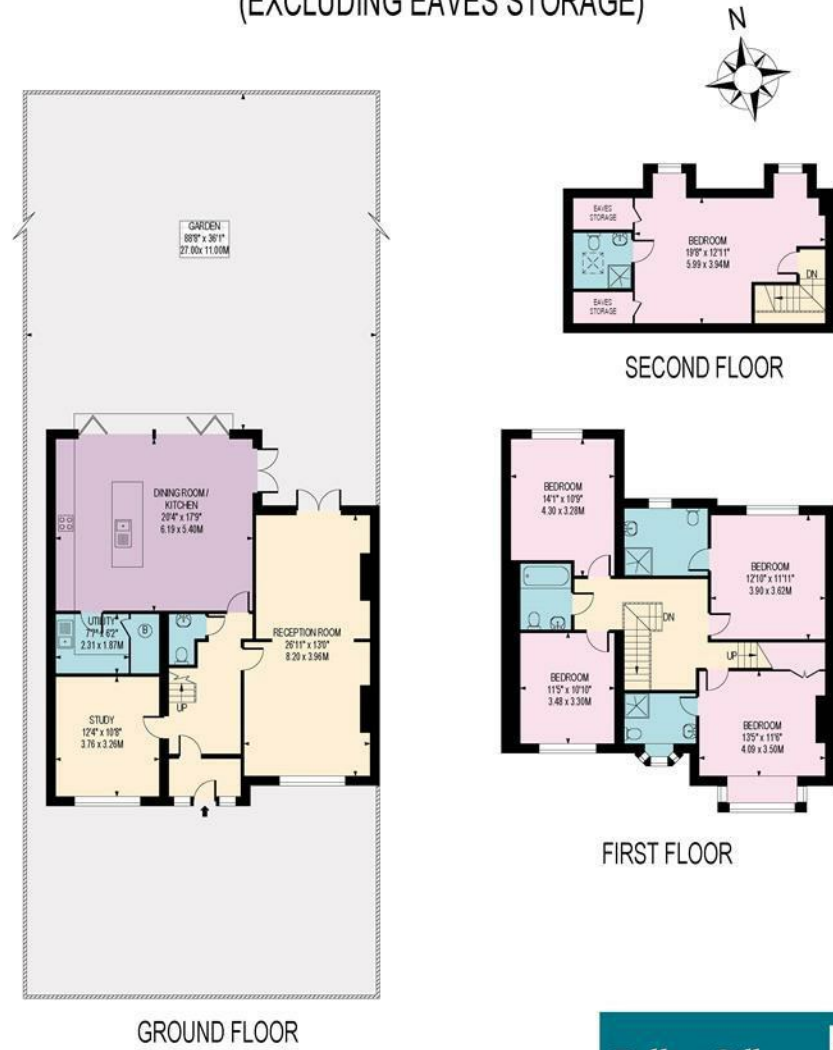 (EXCLUDING EAVES STORAGE)
N
GARDEN
88'8" x 36'1"
27.00x 11.00M
EAVES
STORAGE
BEDROOM
19'8" x 12'11"
5.99 x 3.94M
DN
EAVES
STORAGE
SECOND FLOOR
DINING ROOM /
KITCHEN
20'4" x 17'9"
6.19 x 5.40M
UTILITY
7'7" x 6'2"
2.31 x 1.87M
B
RECEPTION ROOM
26'11" x 13'0"
8.20 x 3.96M
UP
STUDY
12'4" x 10'8"
3.76 x 3.26M
GROUND FLOOR
BEDROOM
14'1" x 10'9"
4.30 x 3.28M
BEDROOM
12'10" x 11'11"
3.90 x 3.62M
DN
UP
BEDROOM
11'5" x 10'10"
3.48 x 3.30M
BEDROOM
13'5" x 11'6"
4.09 x 3.50M
FIRST FLOOR